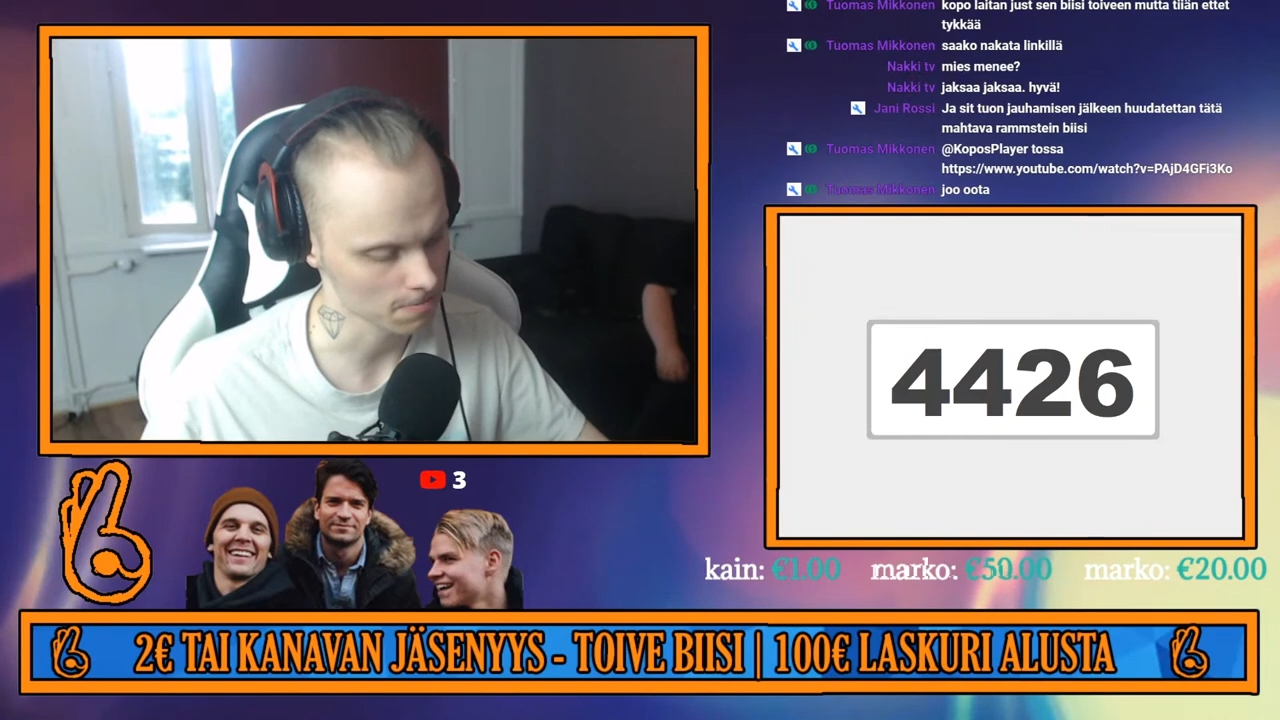 Tuomas Mikkonen kopo laitan just sen biisi toiveen mutta tiiän ettet
tykkää
Tuomas Mikkonen saako nakata linkillä
Nakki tv mies menee?
Nakki tv jaksaa jaksaa. hyvä!
Jani Rossi Ja sit tuon jauhamisen jälkeen huudatettan tätä
mahtava rammstein biisi
Tuomas Mikkonen @KoposPlayer tossa
https://www.youtube.com/watch?v=PAjD4GFi3Ko
Tuomas Mikkonen joo oota
4426
3
kain: €1.00 marko: €50.00 marko: €20.00
2€ TAI KANAVAN JÄSENYYS - TOIVE BIISI | 100€ LASKURI ALUSTA